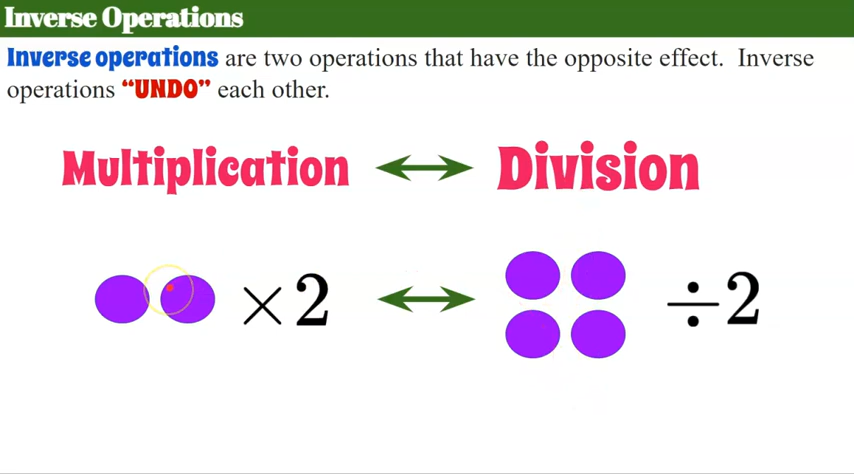 Inverse Operations
Inverse operations are two operations that have the opposite effect. Inverse
operations “UNDO” each other.
Multiplication Division
×2 ÷2